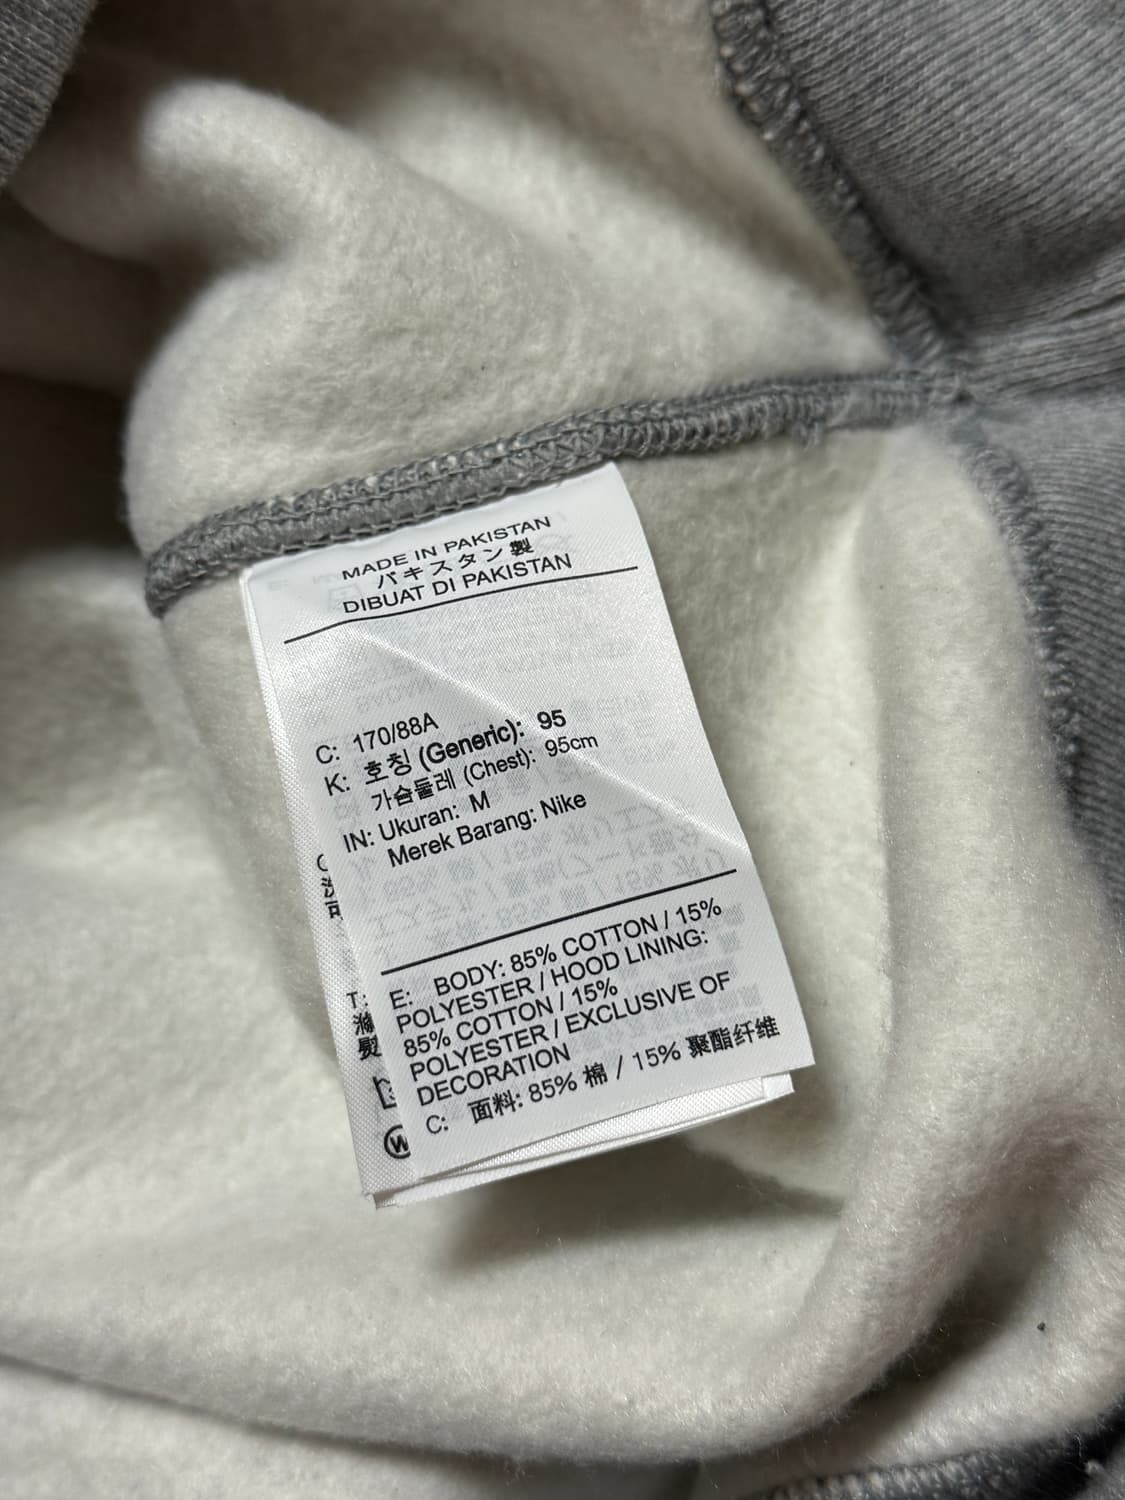 MADE IN PAKISTAN
パキスタン製
DIBUAT DI PAKISTAN
C: 170/88A
K: 호칭 (Generic): 95
가슴둘레 (Chest): 95cm
IN: Ukuran: M
Merek Barang: Nike
E: BODY: 85% COTTON / 15%
POLYESTER / HOOD LINING:
85% COTTON / 15%
POLYESTER / EXCLUSIVE OF
DECORATION
C: 面料: 85% 棉 / 15% 聚酯纤维
T:
W